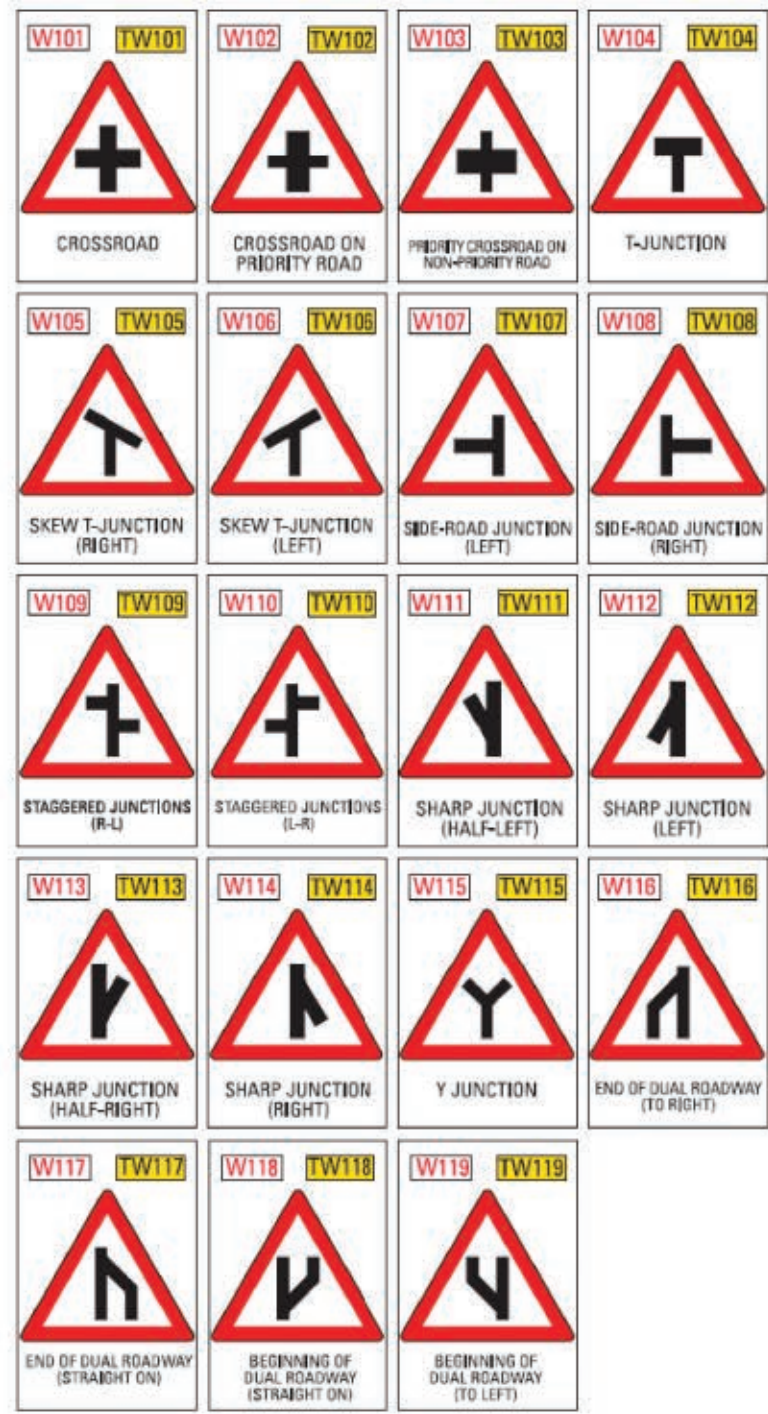 W101 TW101
CROSSROAD
W102 TW102
CROSSROAD ON
PRIORITY ROAD
W103 TW103
PRIORITY CROSSROAD ON
NON-PRIORITY ROAD
W104 TW104
T-JUNCTION
W105 TW105
SKEW T-JUNCTION
(RIGHT)
W106 TW106
SKEW T-JUNCTION
(LEFT)
W107 TW107
SIDE-ROAD JUNCTION
(LEFT)
W108 TW108
SIDE-ROAD JUNCTION
(RIGHT)
W109 TW109
STAGGERED JUNCTIONS
(R-L)
W110 TW110
STAGGERED JUNCTIONS
(L-R)
W111 TW111
SHARP JUNCTION
(HALF-LEFT)
W112 TW112
SHARP JUNCTION
(LEFT)
W113 TW113
SHARP JUNCTION
(HALF-RIGHT)
W114 TW114
SHARP JUNCTION
(RIGHT)
W115 TW115
Y JUNCTION
W116 TW116
END OF DUAL ROADWAY
(TO RIGHT)
W117 TW117
END OF DUAL ROADWAY
(STRAIGHT ON)
W118 TW118
BEGINNING OF
DUAL ROADWAY
(STRAIGHT ON)
W119 TW119
BEGINNING OF
DUAL ROADWAY
(TO LEFT)